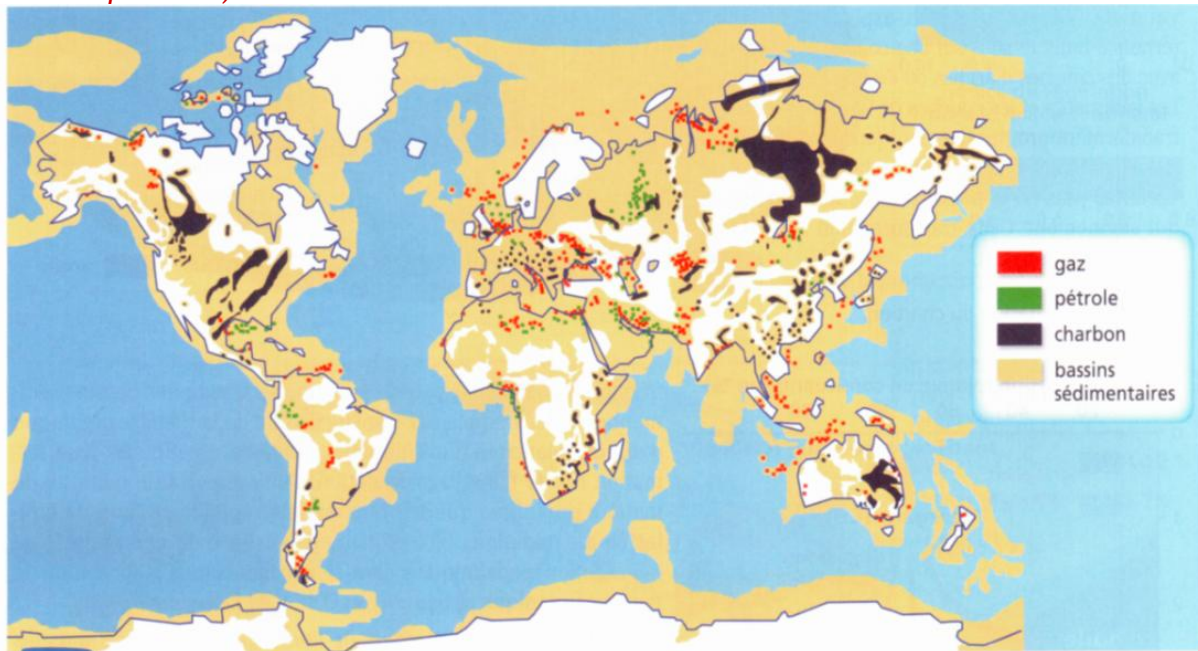 gaz
pétrole
charbon
bassins
sédimentaires